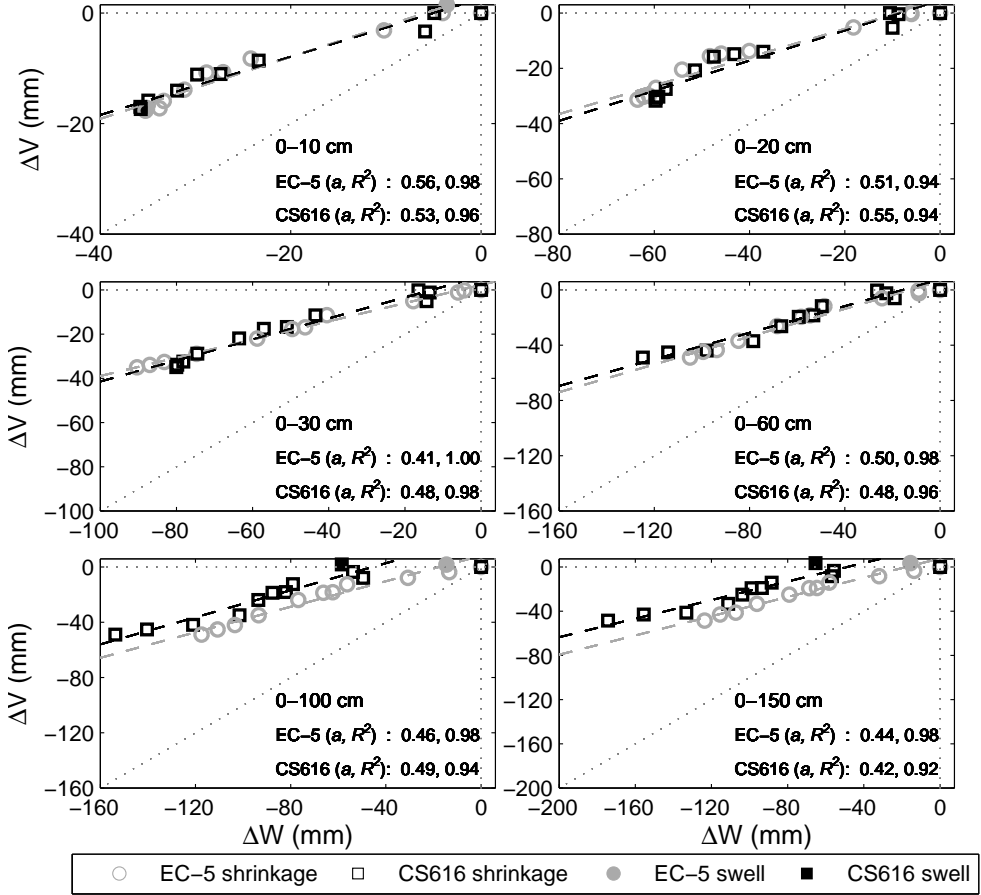 0
−20
−40
ΔV (mm)
−40
−20
0
0–10 cm
EC–5 (a, R²) : 0.56, 0.98
CS616 (a, R²): 0.53, 0.96
0
−20
−40
−60
−80
−80
−60
−40
−20
0
0–20 cm
EC–5 (a, R²) : 0.51, 0.94
CS616 (a, R²): 0.55, 0.94
0
−20
−40
−60
−80
−100
ΔV (mm)
−100
−80
−60
−40
−20
0
0–30 cm
EC–5 (a, R²) : 0.41, 1.00
CS616 (a, R²): 0.48, 0.98
0
−40
−80
−120
−160
−160
−120
−80
−40
0
0–60 cm
EC–5 (a, R²) : 0.50, 0.98
CS616 (a, R²): 0.48, 0.96
0
−40
−80
−120
−160
ΔV (mm)
−160
−120
−80
−40
0
ΔW (mm)
0–100 cm
EC–5 (a, R²) : 0.46, 0.98
CS616 (a, R²): 0.49, 0.94
0
−40
−80
−120
−160
−200
−200
−160
−120
−80
−40
0
ΔW (mm)
0–150 cm
EC–5 (a, R²) : 0.44, 0.98
CS616 (a, R²): 0.42, 0.92
EC−5 shrinkage CS616 shrinkage EC−5 swell CS616 swell